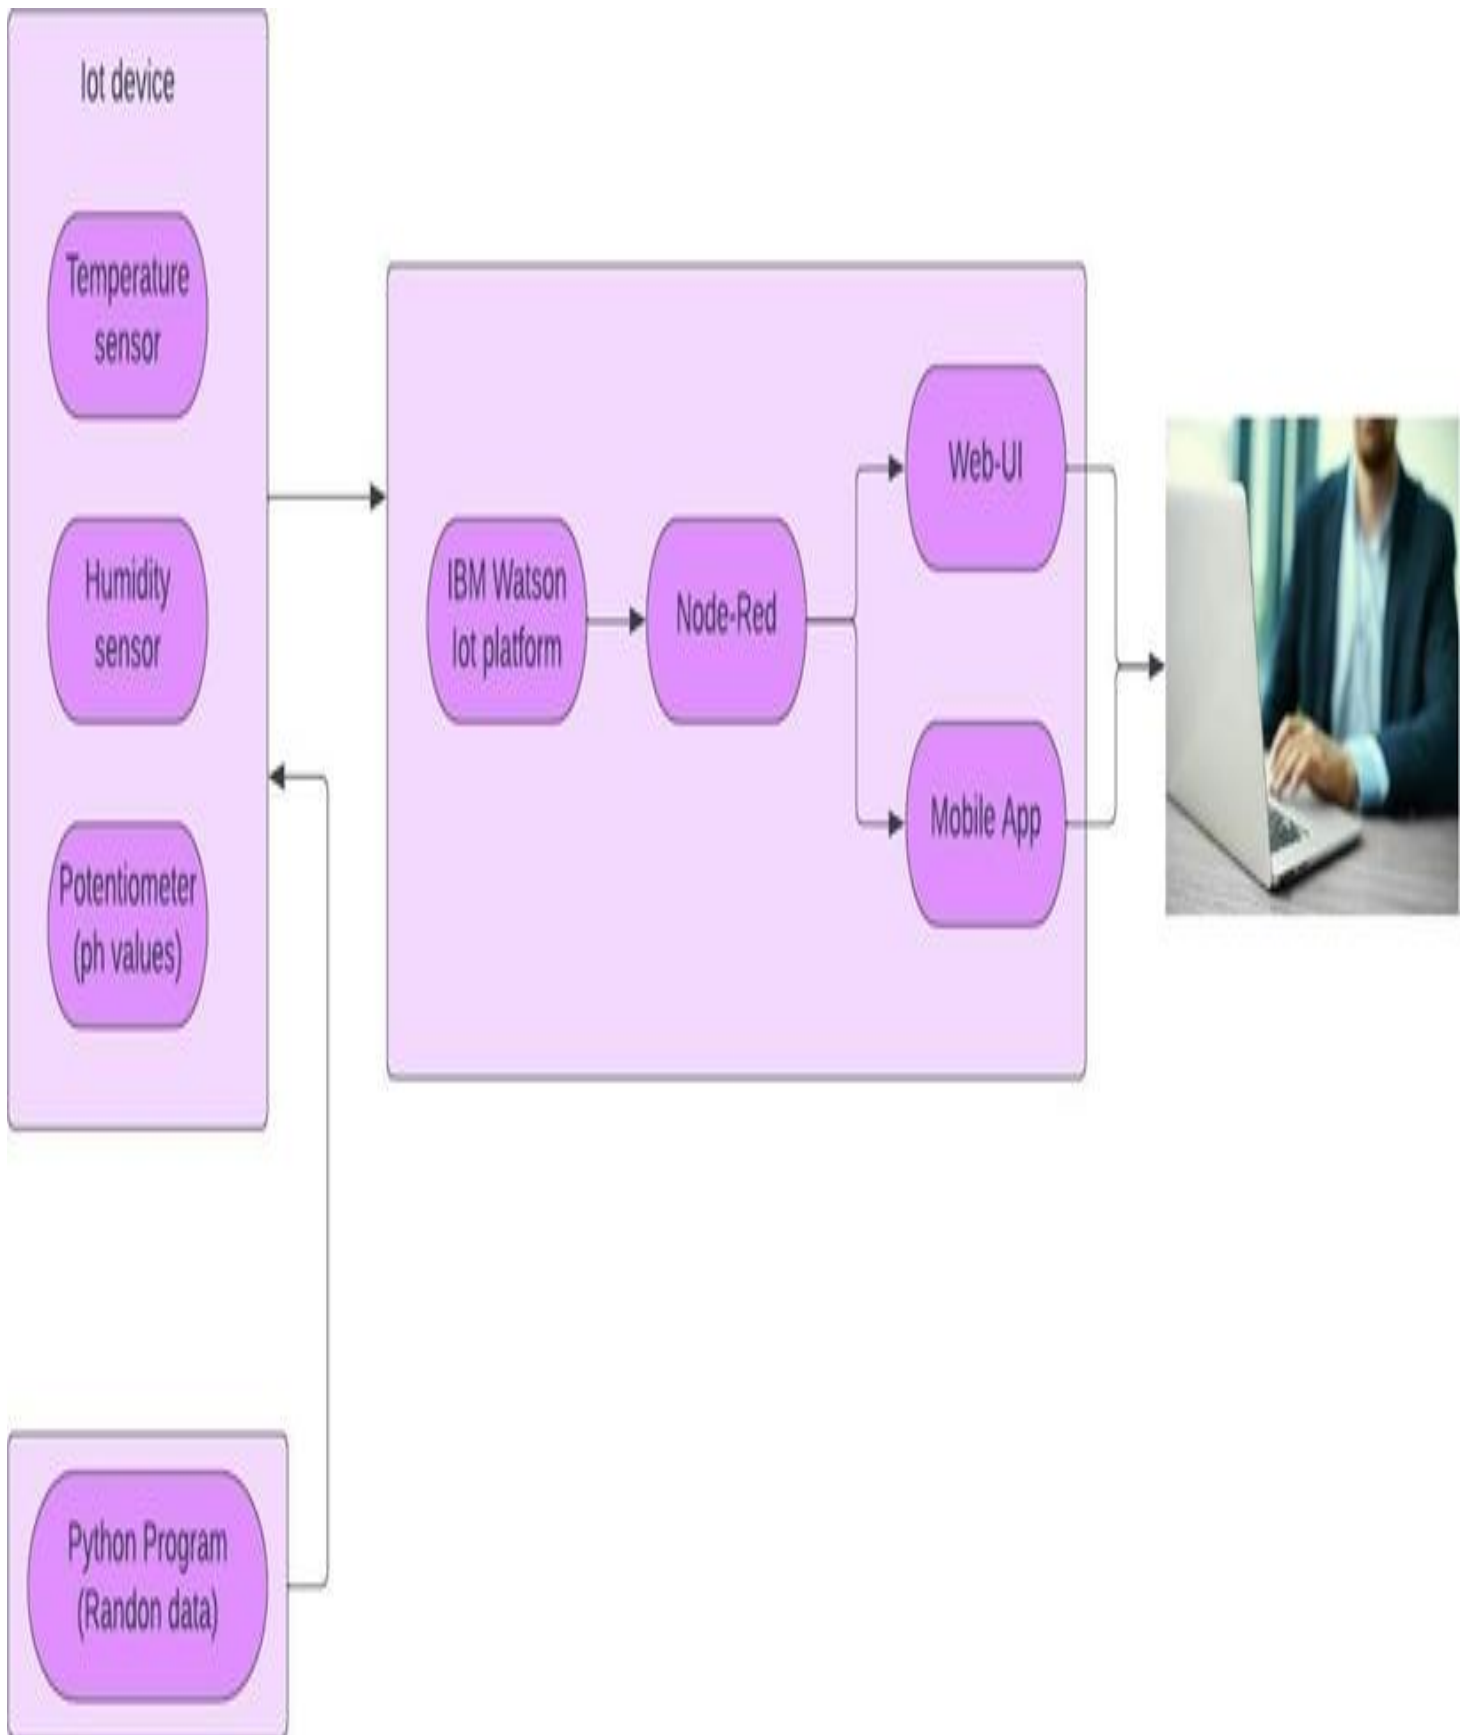 Iot device
Temperature
sensor
Humidity
sensor
Potentiometer
(ph values)
IBM Watson
Iot platform
Node-Red
Web-UI
Mobile App
Python Program
(Randon data)